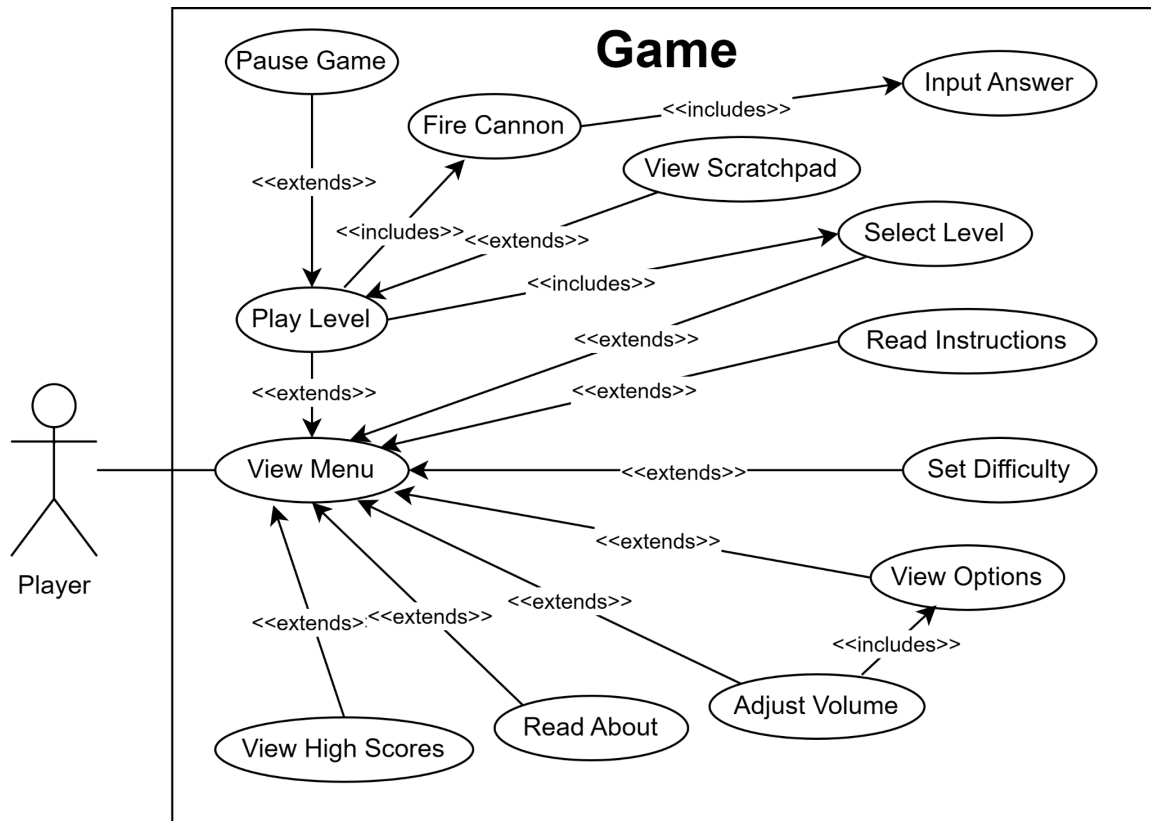 Game
Pause Game
Input Answer
Fire Cannon
<<includes>>
View Scratchpad
<<extends>>
<<includes>>
<<extends>>
Select Level
<<includes>>
Play Level
<<extends>>
Read Instructions
<<extends>>
<<extends>>
View Menu
<<extends>>
Set Difficulty
<<extends>>
View Options
Player
<<extends>>
<<extends>>
<<extends>>
<<includes>>
Adjust Volume
Read About
View High Scores